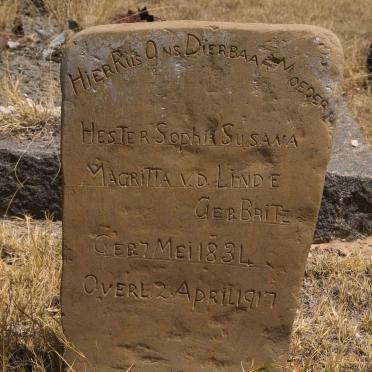 HIER RUS ONS DIERBAAR MOEDER
HESTER SOPHIA SUSANA
MAGRITTA V.D. LINDE
GEB. BRITZ
GEB 7 MEI 1834
OVERL 2 APRIL 1917